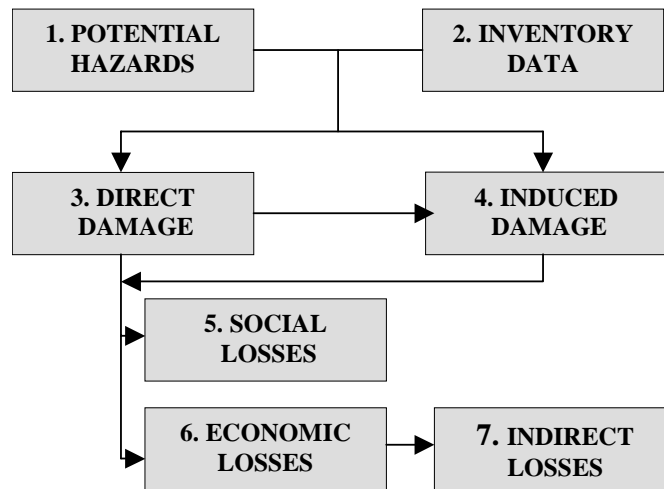 1. POTENTIAL
HAZARDS
2. INVENTORY
DATA
3. DIRECT
DAMAGE
4. INDUCED
DAMAGE
5. SOCIAL
LOSSES
6. ECONOMIC
LOSSES
7. INDIRECT
LOSSES